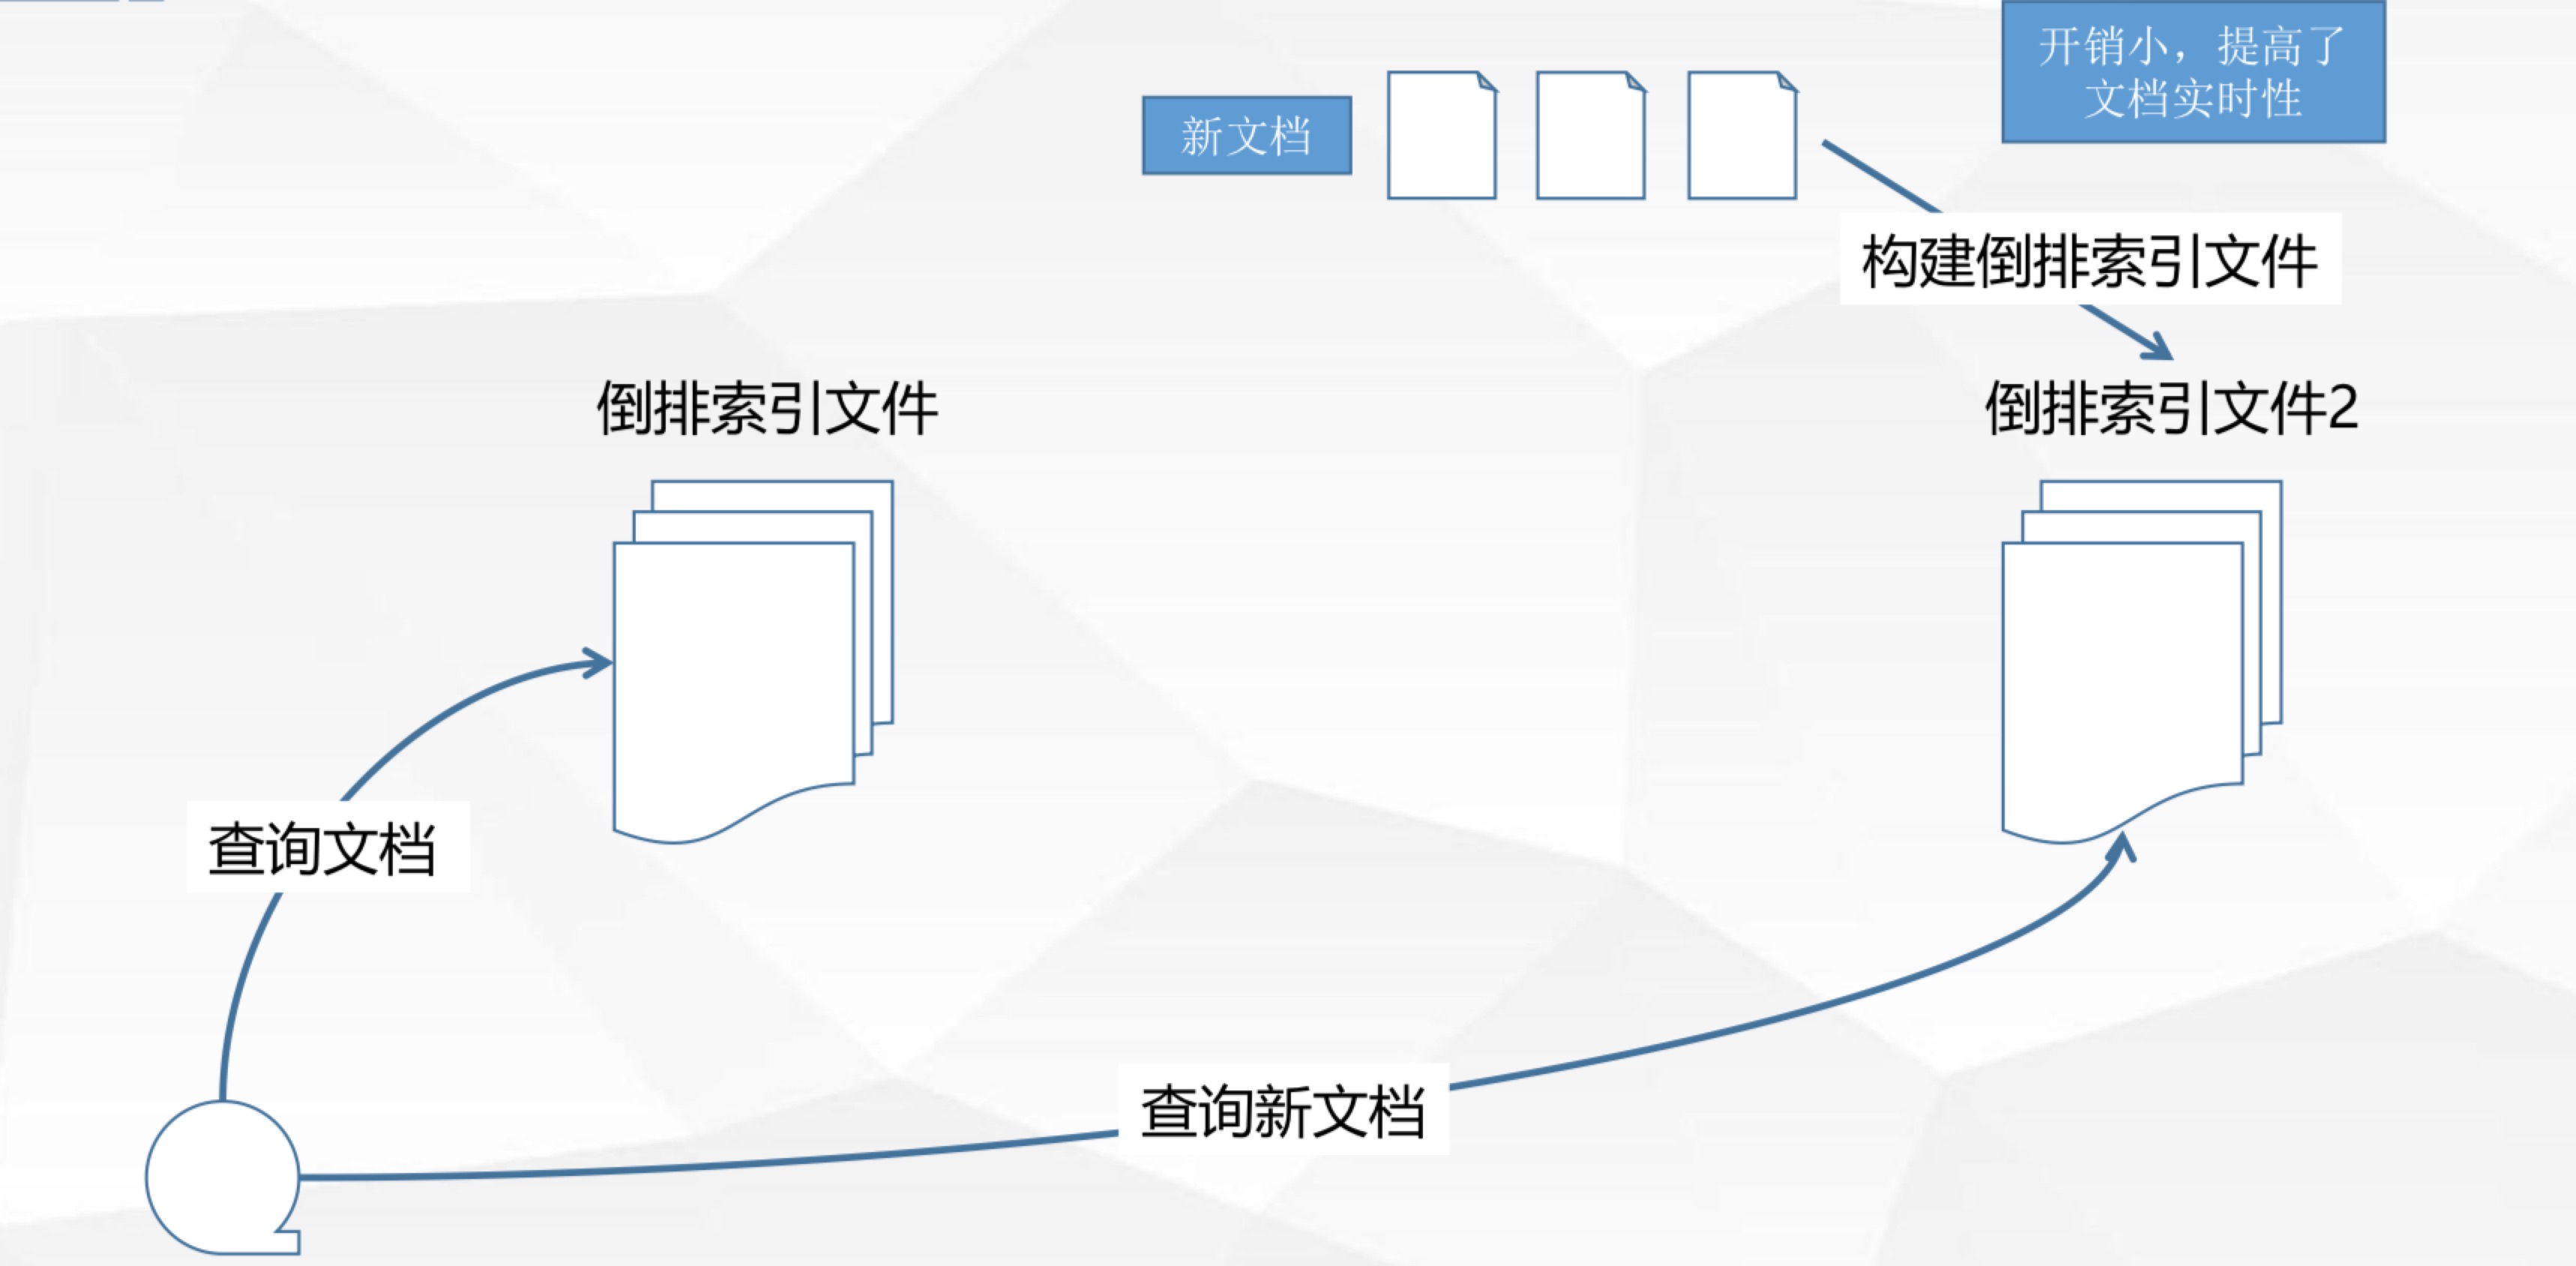 开销小，提高了
文档实时性
新文档
构建倒排索引文件
倒排索引文件
倒排索引文件2
查询文档
查询新文档